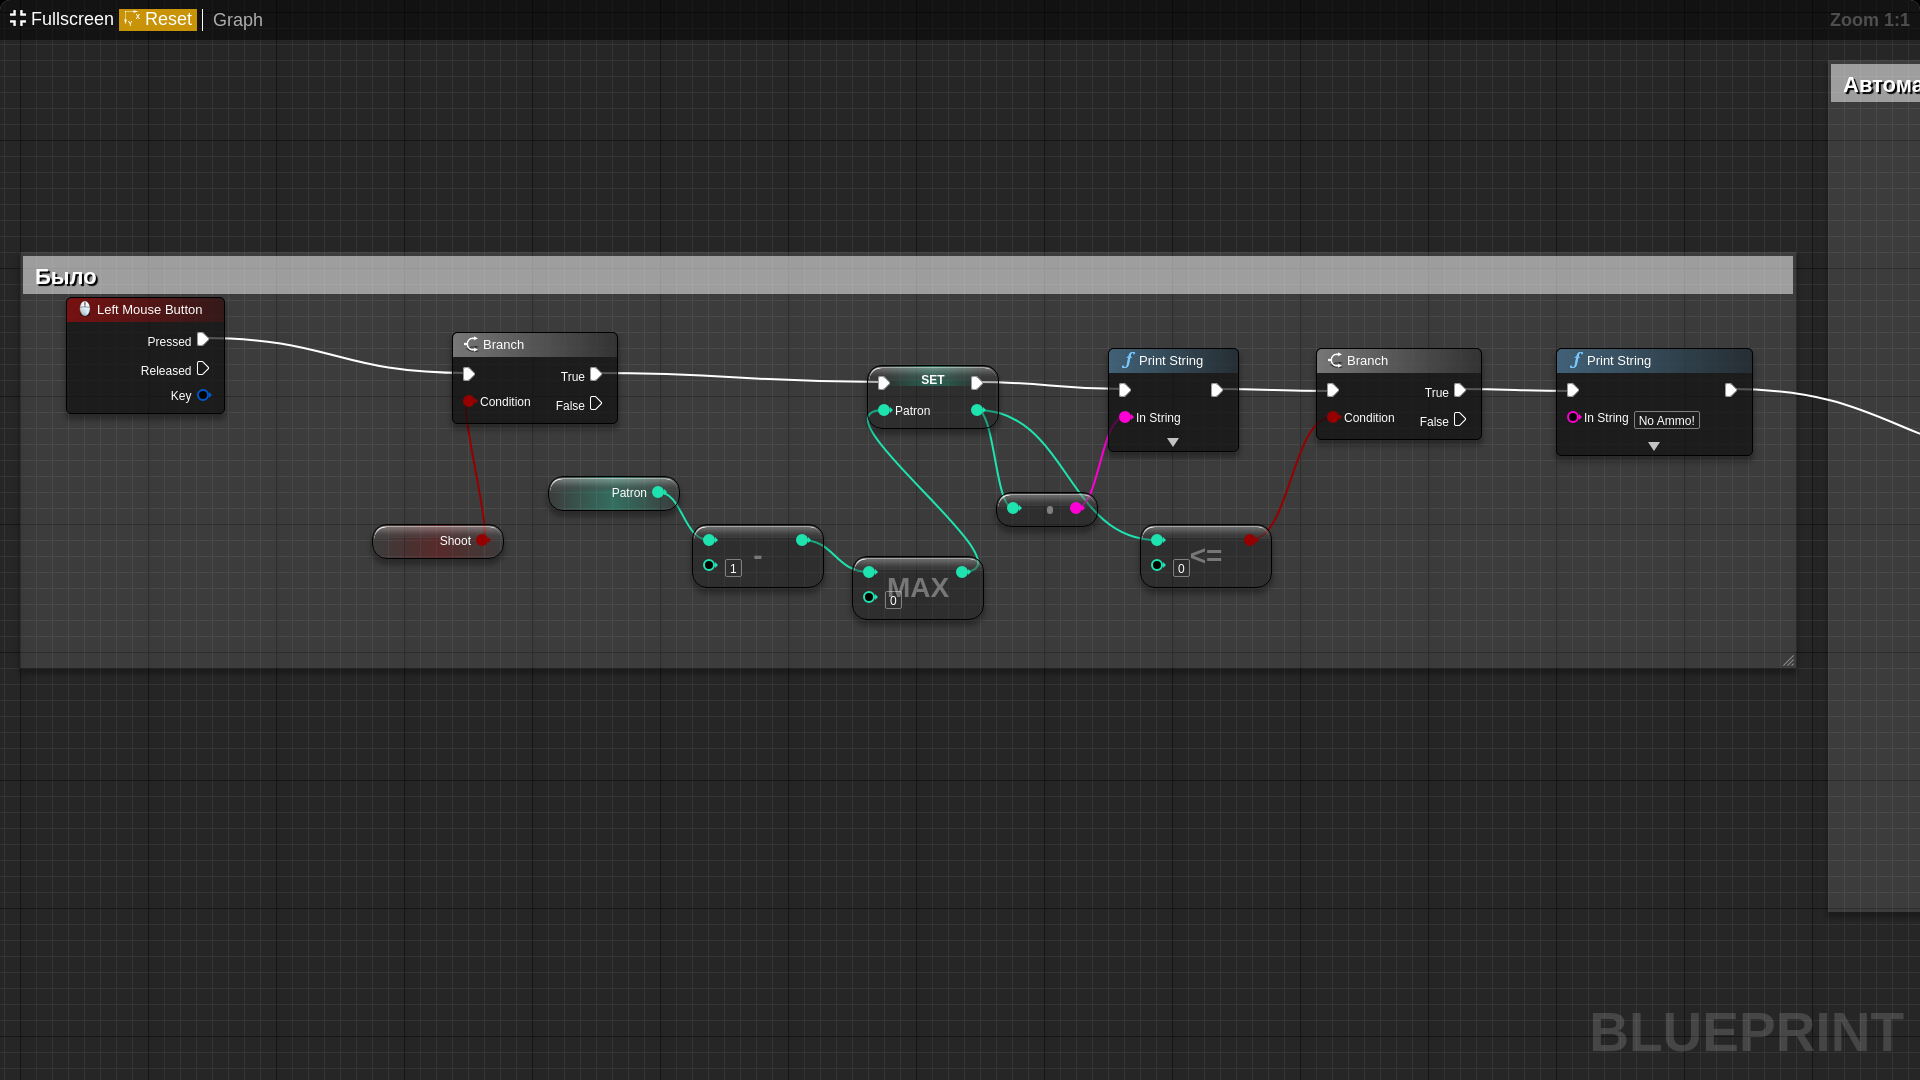 Fullscreen Reset Graph
Zoom 1:1
Автома
Было
Left Mouse Button
Pressed
Released
Key
Branch
True
Condition
False
Shoot
Patron
-
1
MAX
0
SET
Patron
Print String
In String
<=
0
Branch
True
Condition
False
Print String
In String No Ammo!
BLUEPRINT